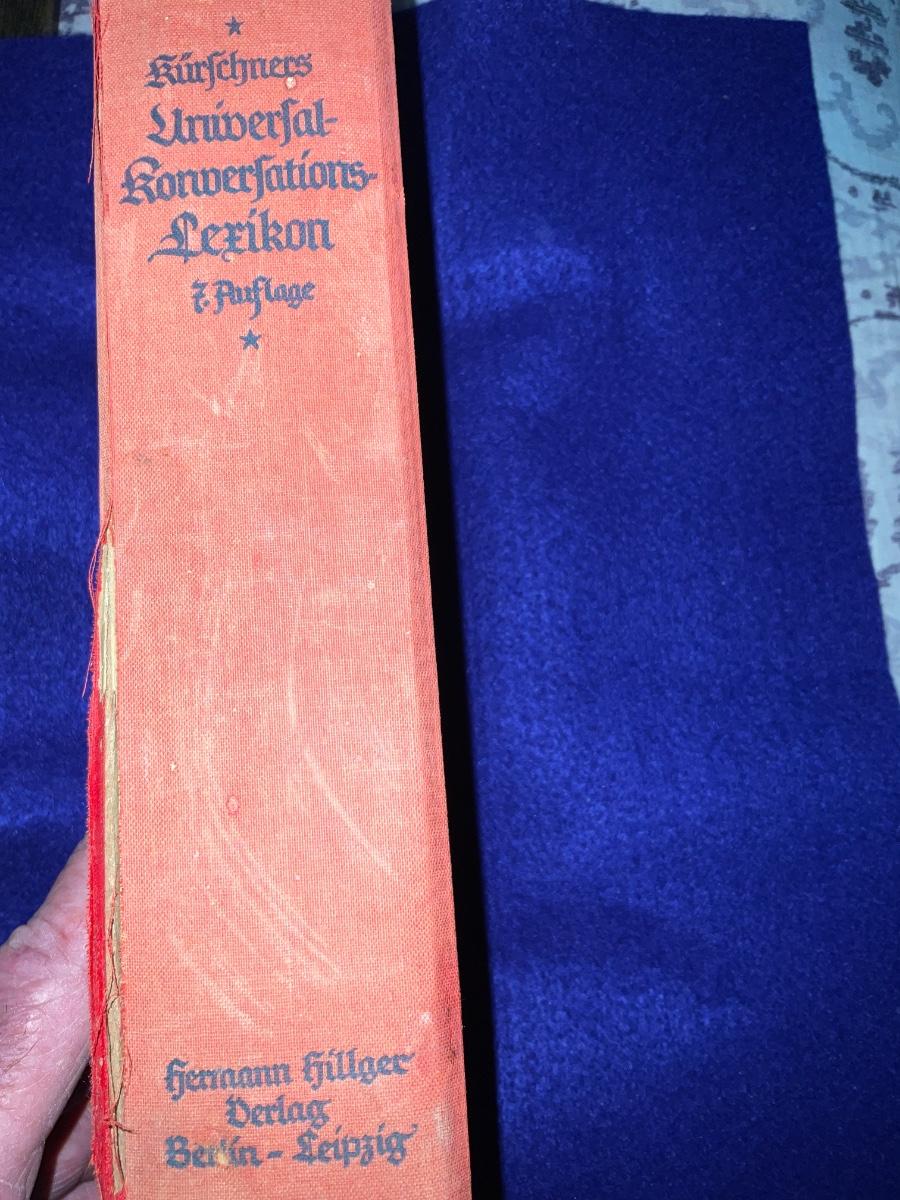 Kürschners
Universal-
Konversations-
Lexikon
7. Auflage
Hermann Hillger
Verlag
Berlin - Leipzig